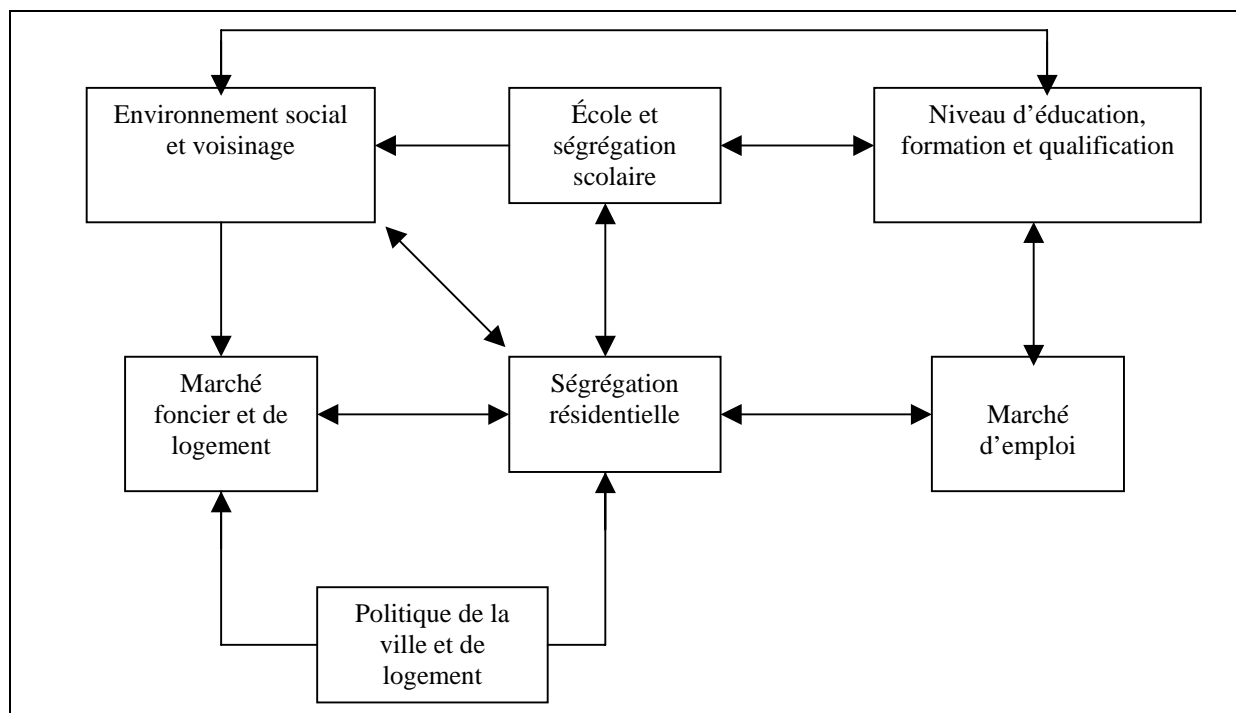 Environnement social
et voisinage
École et
ségrégation
scolaire
Niveau d’éducation,
formation et qualification
Marché
foncier et de
logement
Ségrégation
résidentielle
Marché
d’emploi
Politique de la
ville et de
logement